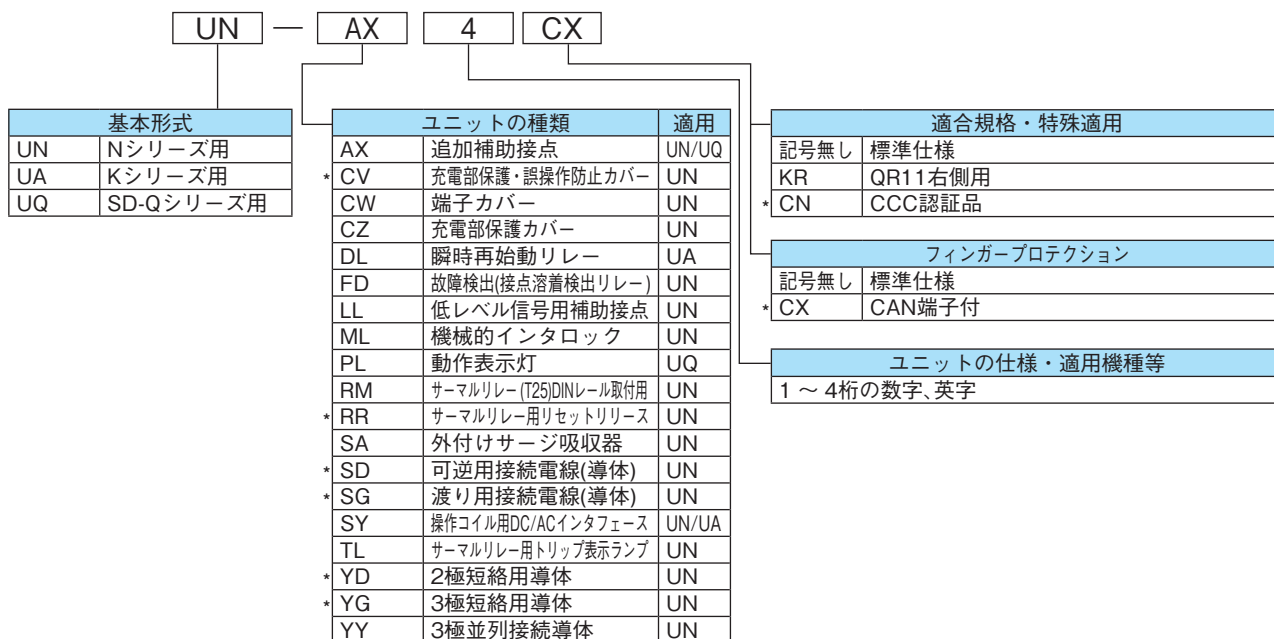 UN — AX 4 CX
基本形式
UN Nシリーズ用
UA Kシリーズ用
UQ SD-Qシリーズ用
ユニットの種類 適用
AX 追加補助接点 UN/UQ
* CV 充電部保護・誤操作防止カバー UN
CW 端子カバー UN
CZ 充電部保護カバー UN
DL 瞬時再始動リレー UA
FD 故障検出(接点溶着検出リレー) UN
LL 低レベル信号用補助接点 UN
ML 機械的インタロック UN
PL 動作表示灯 UQ
RM サーマルリレー(T25)DINレール取付用 UN
* RR サーマルリレー用リセットリリース UN
SA 外付けサージ吸収器 UN
* SD 可逆用接続電線(導体) UN
* SG 渡り用接続電線(導体) UN
SY 操作コイル用DC/ACインタフェース UN/UA
TL サーマルリレー用トリップ表示ランプ UN
* YD 2極短絡用導体 UN
* YG 3極短絡用導体 UN
YY 3極並列接続導体 UN
適合規格・特殊適用
記号無し 標準仕様
KR QR11右側用
* CN CCC認証品
フィンガープロテクション
記号無し 標準仕様
* CX CAN端子付
ユニットの仕様・適用機種等
1 ～ 4桁の数字、英字